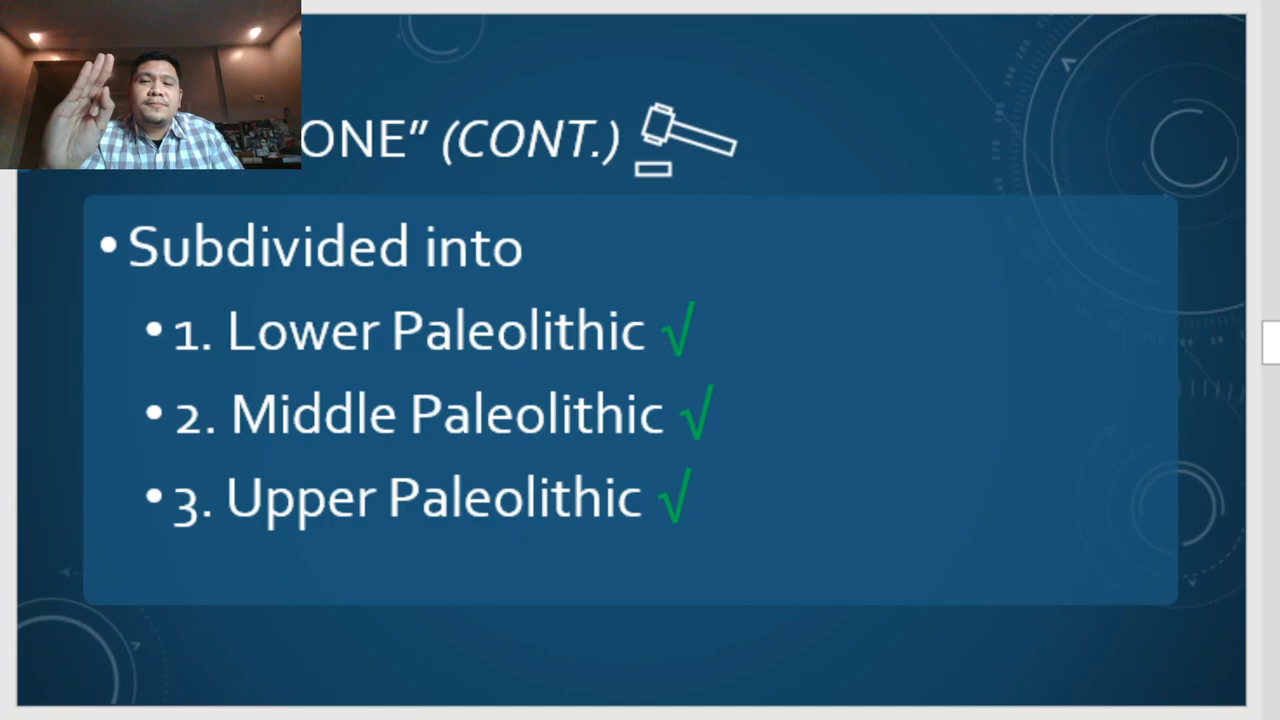 ONE” (CONT.)
• Subdivided into
• 1. Lower Paleolithic √
• 2. Middle Paleolithic √
• 3. Upper Paleolithic √